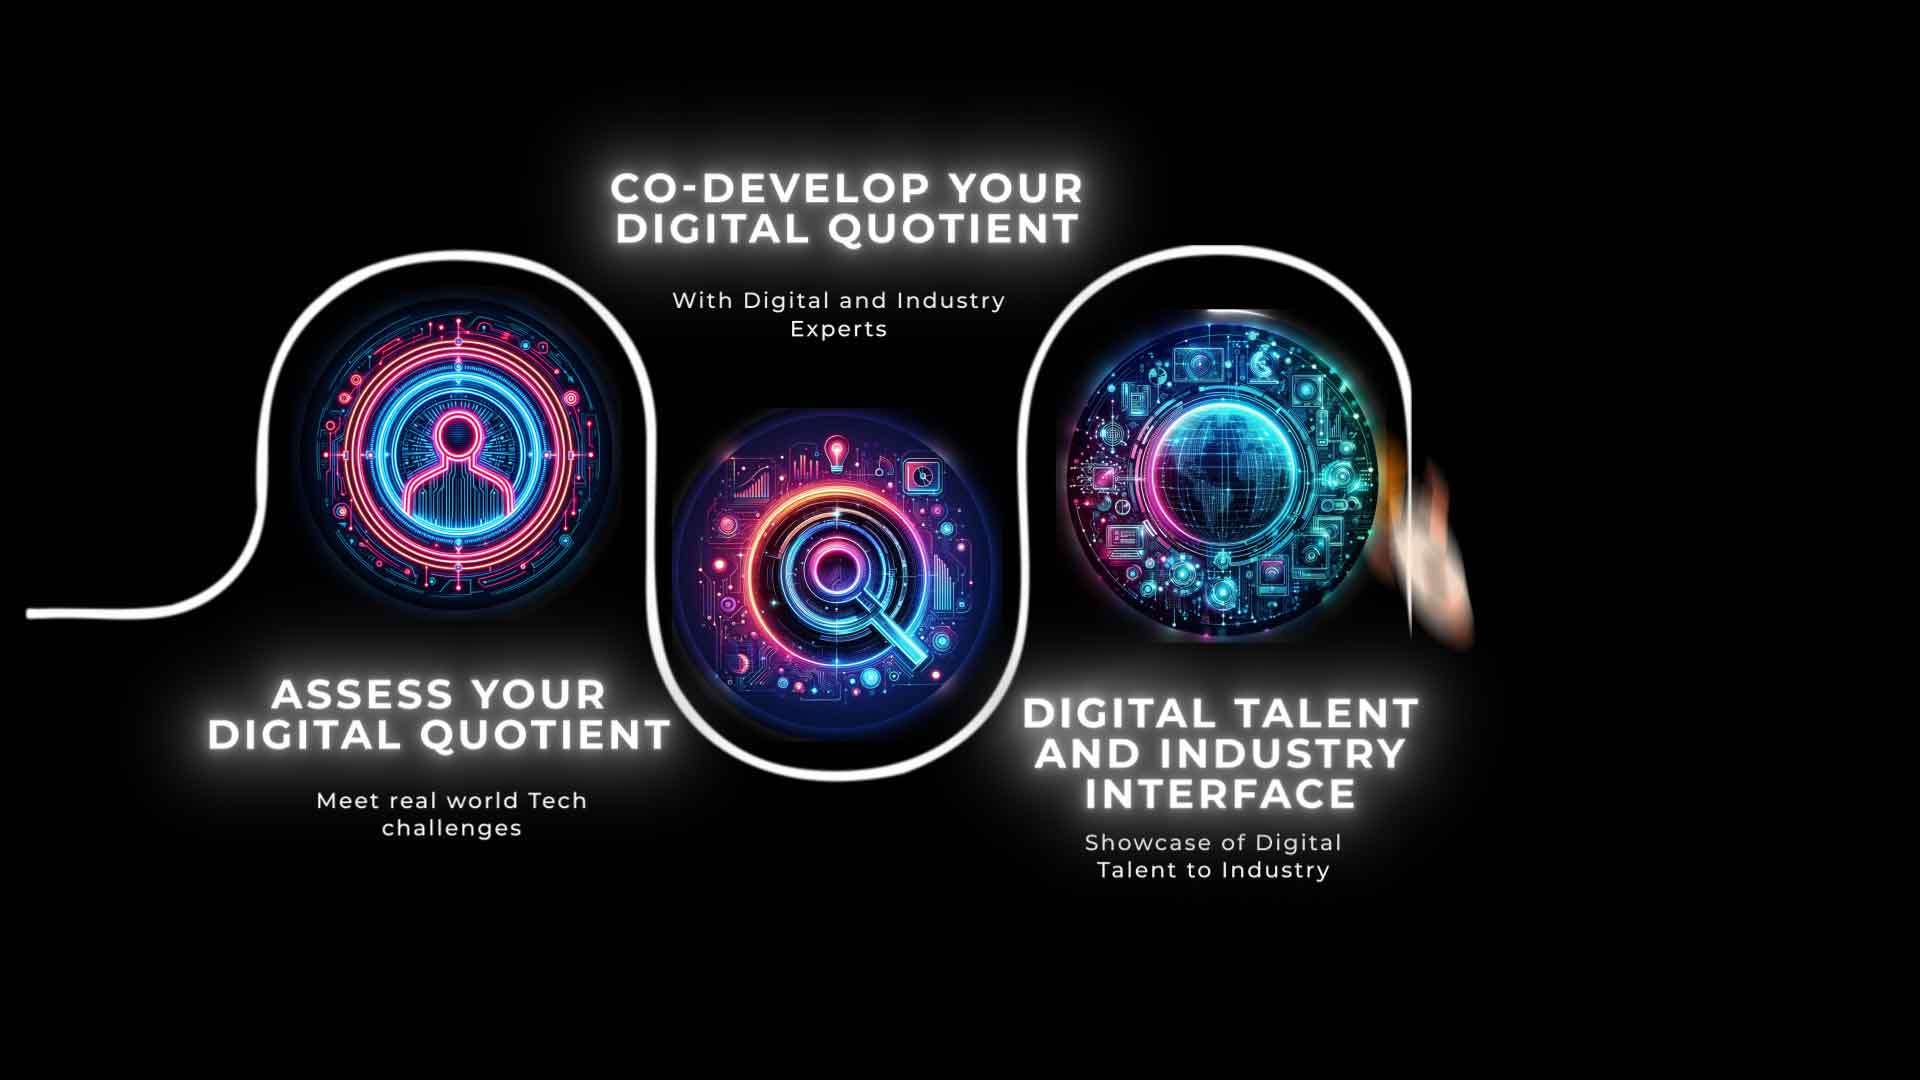 CO-DEVELOP YOUR
DIGITAL QUOTIENT
With Digital and Industry
Experts
ASSESS YOUR
DIGITAL QUOTIENT
Meet real world Tech
challenges
DIGITAL TALENT
AND INDUSTRY
INTERFACE
Showcase of Digital
Talent to Industry